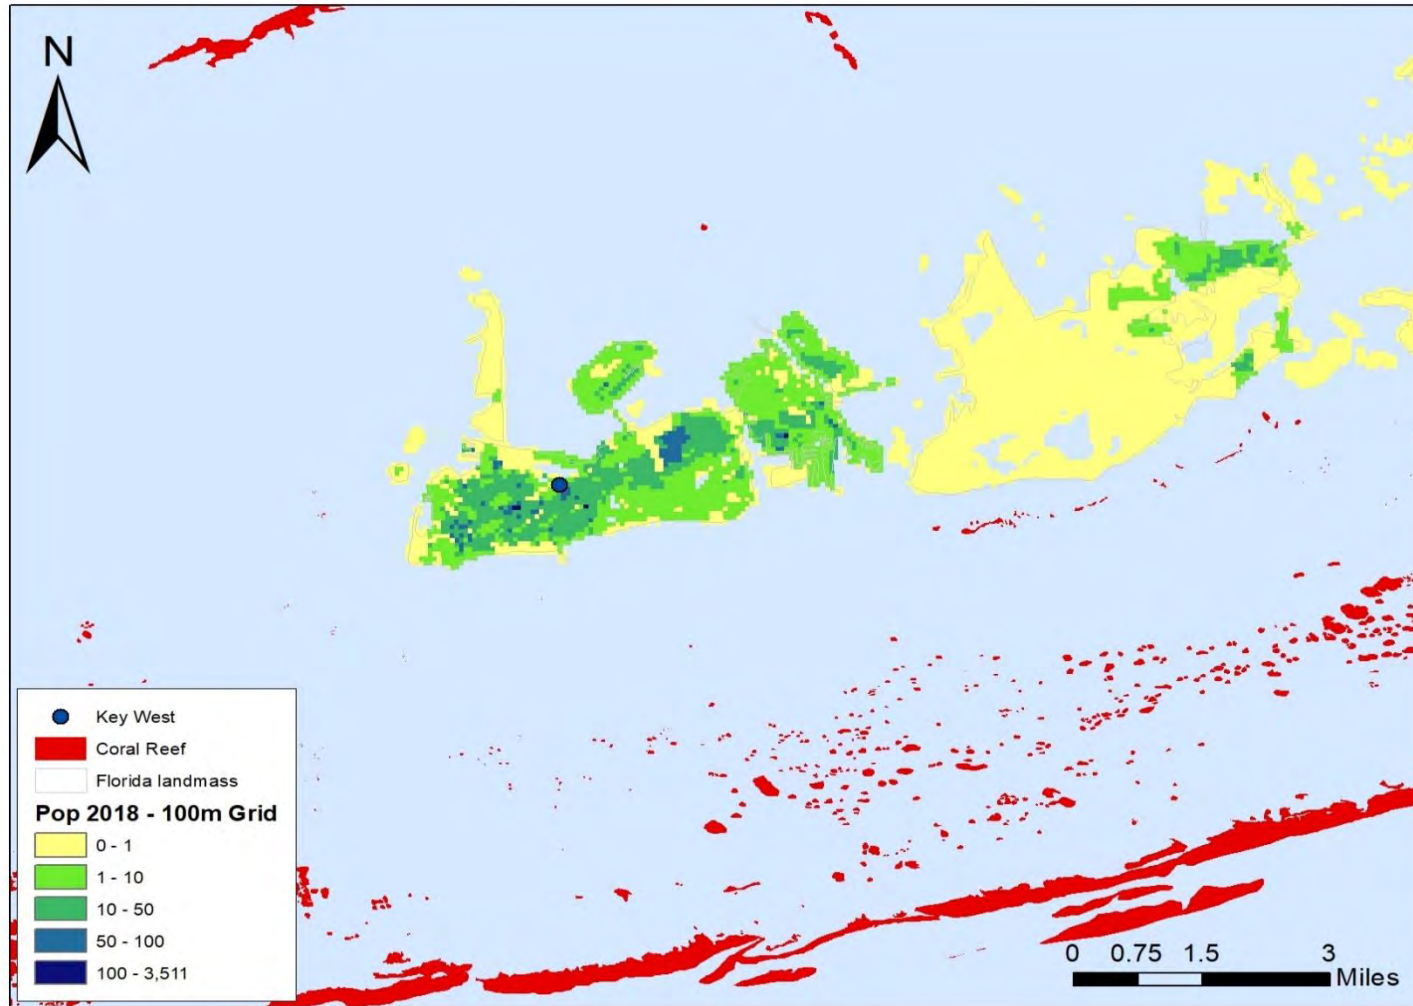 N
Key West
Coral Reef
Florida landmass
Pop 2018 - 100m Grid
0 - 1
1 - 10
10 - 50
50 - 100
100 - 3,511
0 0.75 1.5 3
Miles